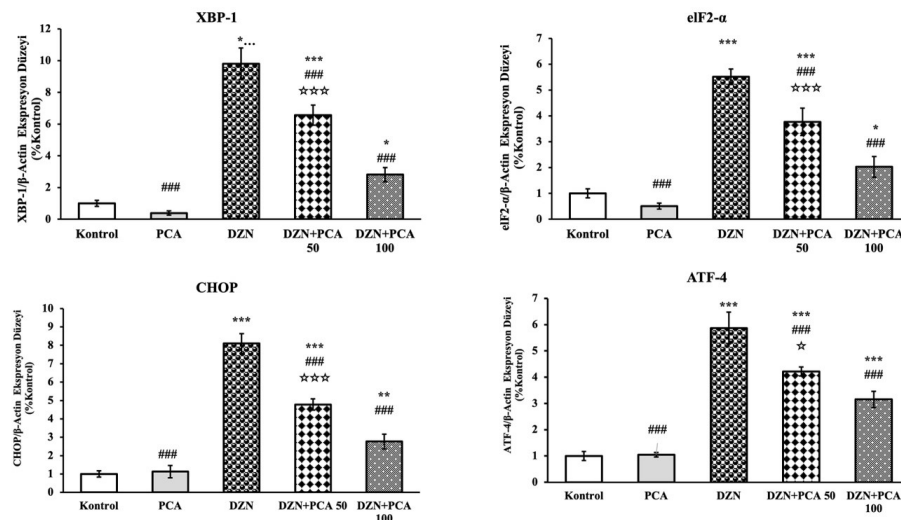 XBP-1
XBP-1/β-Actin Ekspresyon Düzeyi
(%Kontrol)
12
10
8
6
4
2
0
*...
***
###
☆☆☆
*
###
###
Kontrol
PCA
DZN
DZN+PCA
50
DZN+PCA
100
eIF2-α
eIF2-α/β-Actin Ekspresyon Düzeyi
(%Kontrol)
7
6
5
4
3
2
1
0
***
***
###
☆☆☆
*
###
###
Kontrol
PCA
DZN
DZN+PCA
50
DZN+PCA
100
CHOP
CHOP/β-Actin Ekspresyon Düzeyi
(%Kontrol)
10
9
8
7
6
5
4
3
2
1
0
***
***
###
☆☆☆
**
###
###
Kontrol
PCA
DZN
DZN+PCA 50
DZN+PCA
100
ATF-4
ATF-4/β-Actin Ekspresyon Düzeyi
(%Kontrol)
8
7
6
5
4
3
2
1
0
***
***
###
☆
***
###
###
Kontrol
PCA
DZN
DZN+PCA 50
DZN+PCA
100